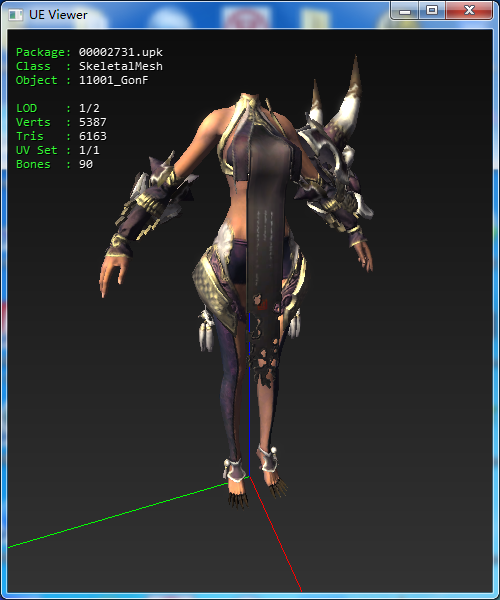 UE Viewer
Package: 00002731.upk
Class : SkeletalMesh
Object : 11001_GonF
LOD : 1/2
Verts : 5387
Tris : 6163
UV Set : 1/1
Bones : 90